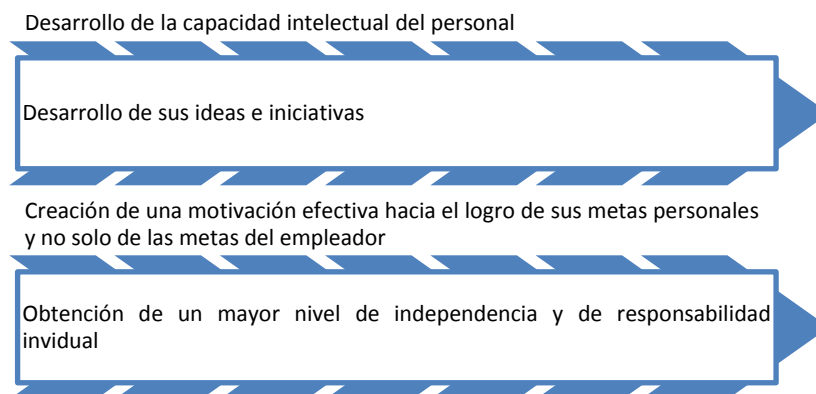 Desarrollo de la capacidad intelectual del personal
Desarrollo de sus ideas e iniciativas
Creación de una motivación efectiva hacia el logro de sus metas personales
y no solo de las metas del empleador
Obtención de un mayor nivel de independencia y de responsabilidad
invidual